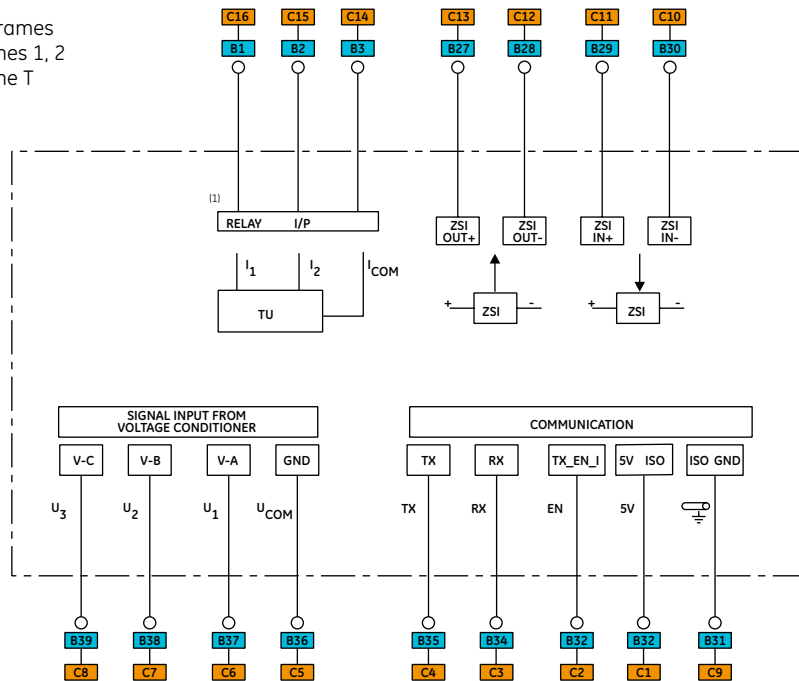 rames
nes 1, 2
ne T
C16 C15 C14 C13 C12 C11 C10
B1 B2 B3 B27 B28 B29 B30
(1)
RELAY I/P
ZSI OUT+
ZSI OUT-
ZSI IN+
ZSI IN-
I1 I2 ICOM
TU
+ ZSI -
+ ZSI -
SIGNAL INPUT FROM
VOLTAGE CONDITIONER
COMMUNICATION
V-C V-B V-A GND TX RX TX_EN_I 5V ISO ISO GND
U3 U2 U1 UCOM TX RX EN 5V
B39 B38 B37 B36 B35 B34 B32 B32 B31
C8 C7 C6 C5 C4 C3 C2 C1 C9